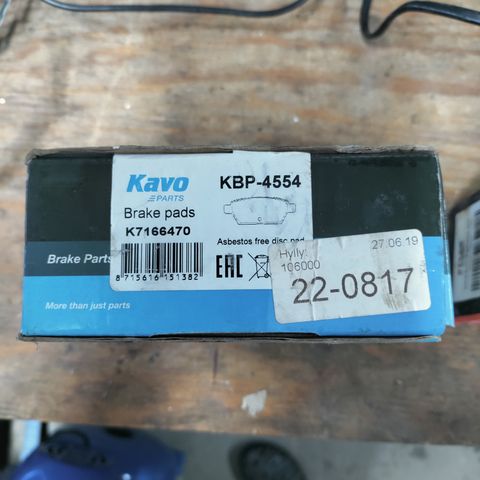 Kavo
PARTS
KBP-4554
Brake pads
K7166470
Asbestos free disc pad
8 715616 151382
EAC
Brake Parts
More than just parts
Hylly: 27.06.19
106000
22-0817